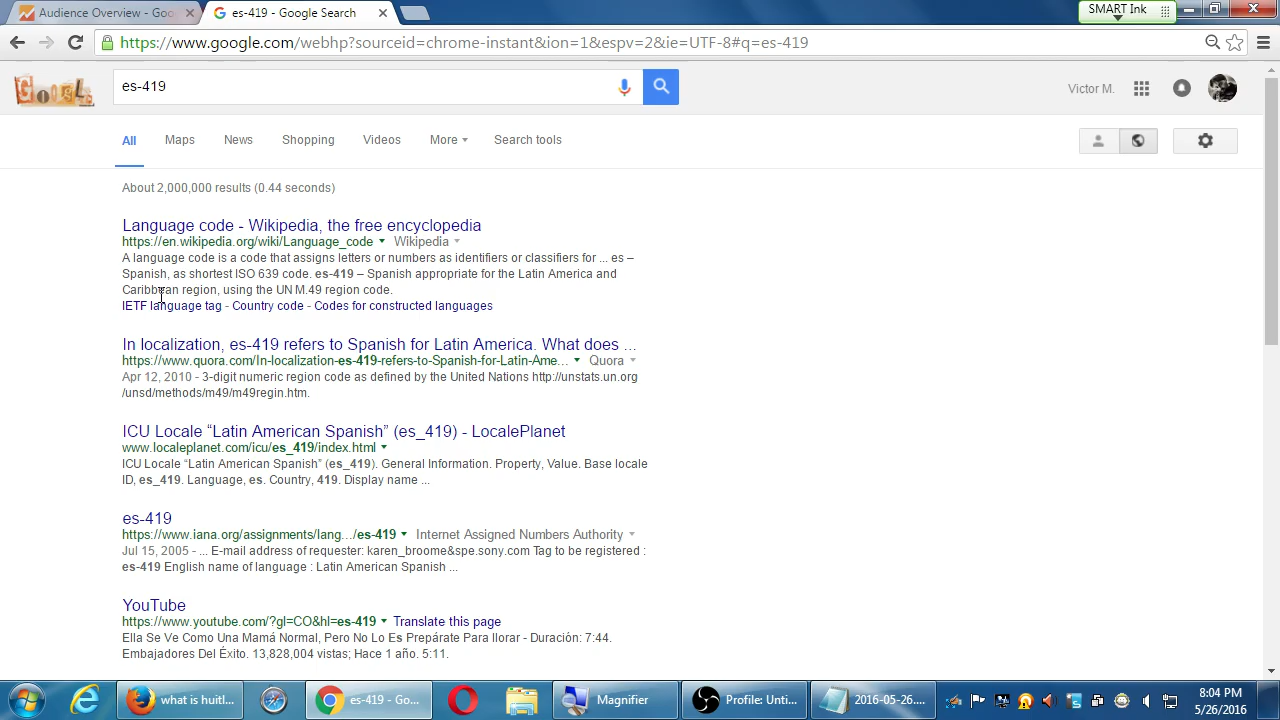 Audience Overview - Goo
es-419 - Google Search
SMART Ink
https://www.google.com/webhp?sourceid=chrome-instant&ion=1&espv=2&ie=UTF-8#q=es-419
Google
es-419
Victor M.
All Maps News Shopping Videos More Search tools
About 2,000,000 results (0.44 seconds)
Language code - Wikipedia, the free encyclopedia
https://en.wikipedia.org/wiki/Language_code Wikipedia
A language code is a code that assigns letters or numbers as identifiers or classifiers for ... es –
Spanish, as shortest ISO 639 code. es-419 – Spanish appropriate for the Latin America and
Caribbean region, using the UN M.49 region code.
IETF language tag - Country code - Codes for constructed languages
In localization, es-419 refers to Spanish for Latin America. What does ...
https://www.quora.com/In-localization-es-419-refers-to-Spanish-for-Latin-Ame... Quora
Apr 12, 2010 - 3-digit numeric region code as defined by the United Nations http://unstats.un.org
/unsd/methods/m49/m49regin.htm.
ICU Locale “Latin American Spanish” (es_419) - LocalePlanet
www.localeplanet.com/icu/es_419/index.html
ICU Locale “Latin American Spanish” (es_419). General Information. Property, Value. Base locale
ID, es_419. Language, es. Country, 419. Display name ...
es-419
https://www.iana.org/assignments/lang.../es-419 Internet Assigned Numbers Authority
Jul 15, 2005 - ... E-mail address of requester: karen_broome&spe.sony.com Tag to be registered :
es-419 English name of language : Latin American Spanish ...
YouTube
https://www.youtube.com/?gl=CO&hl=es-419 Translate this page
Ella Se Ve Como Una Mamá Normal, Pero No Lo Es Prepárate Para llorar - Duración: 7:44.
Embajadores Del Éxito. 13,828,004 vistas; Hace 1 año. 5:11.
what is huitl...
es-419 - Go...
Magnifier
Profile: Unti...
2016-05-26....
8:04 PM
5/26/2016